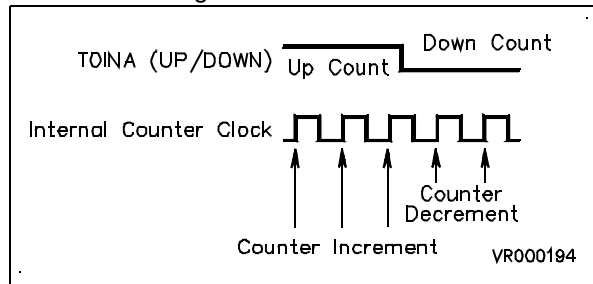 Down Count
TOINA (UP/DOWN)
Up Count
Internal Counter Clock
Counter
Decrement
Counter Increment
VR000194